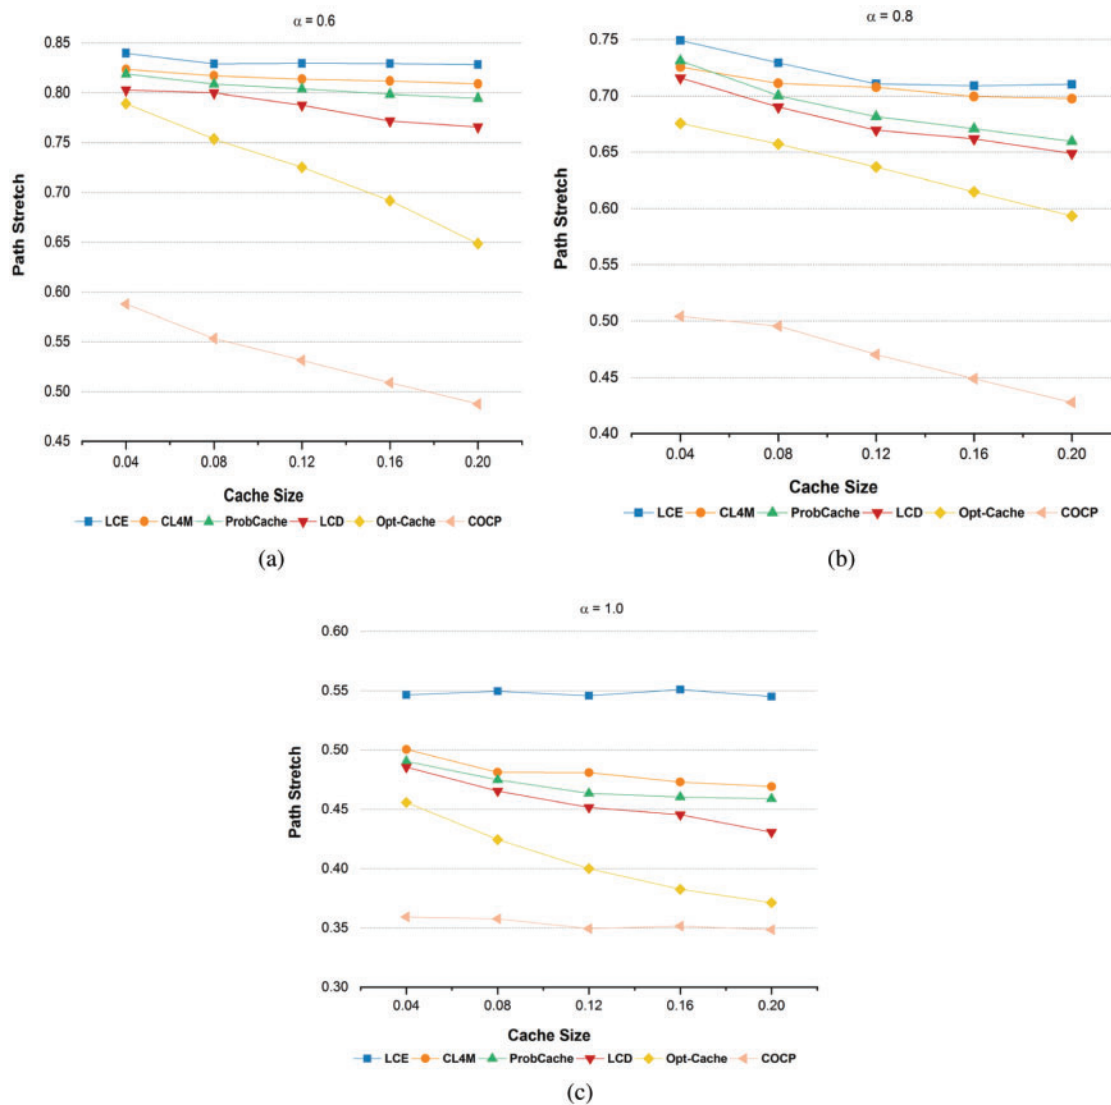 α = 0.6
0.85
0.80
0.75
0.70
0.65
0.60
0.55
0.50
0.45
Path Stretch
0.04 0.08 0.12 0.16 0.20
Cache Size
LCE CL4M ProbCache LCD Opt-Cache COCP
(a)
α = 0.8
0.75
0.70
0.65
0.60
0.55
0.50
0.45
0.40
Path Stretch
0.04 0.08 0.12 0.16 0.20
Cache Size
LCE CL4M ProbCache LCD Opt-Cache COCP
(b)
α = 1.0
0.60
0.55
0.50
0.45
0.40
0.35
0.30
Path Stretch
0.04 0.08 0.12 0.16 0.20
Cache Size
LCE CL4M ProbCache LCD Opt-Cache COCP
(c)